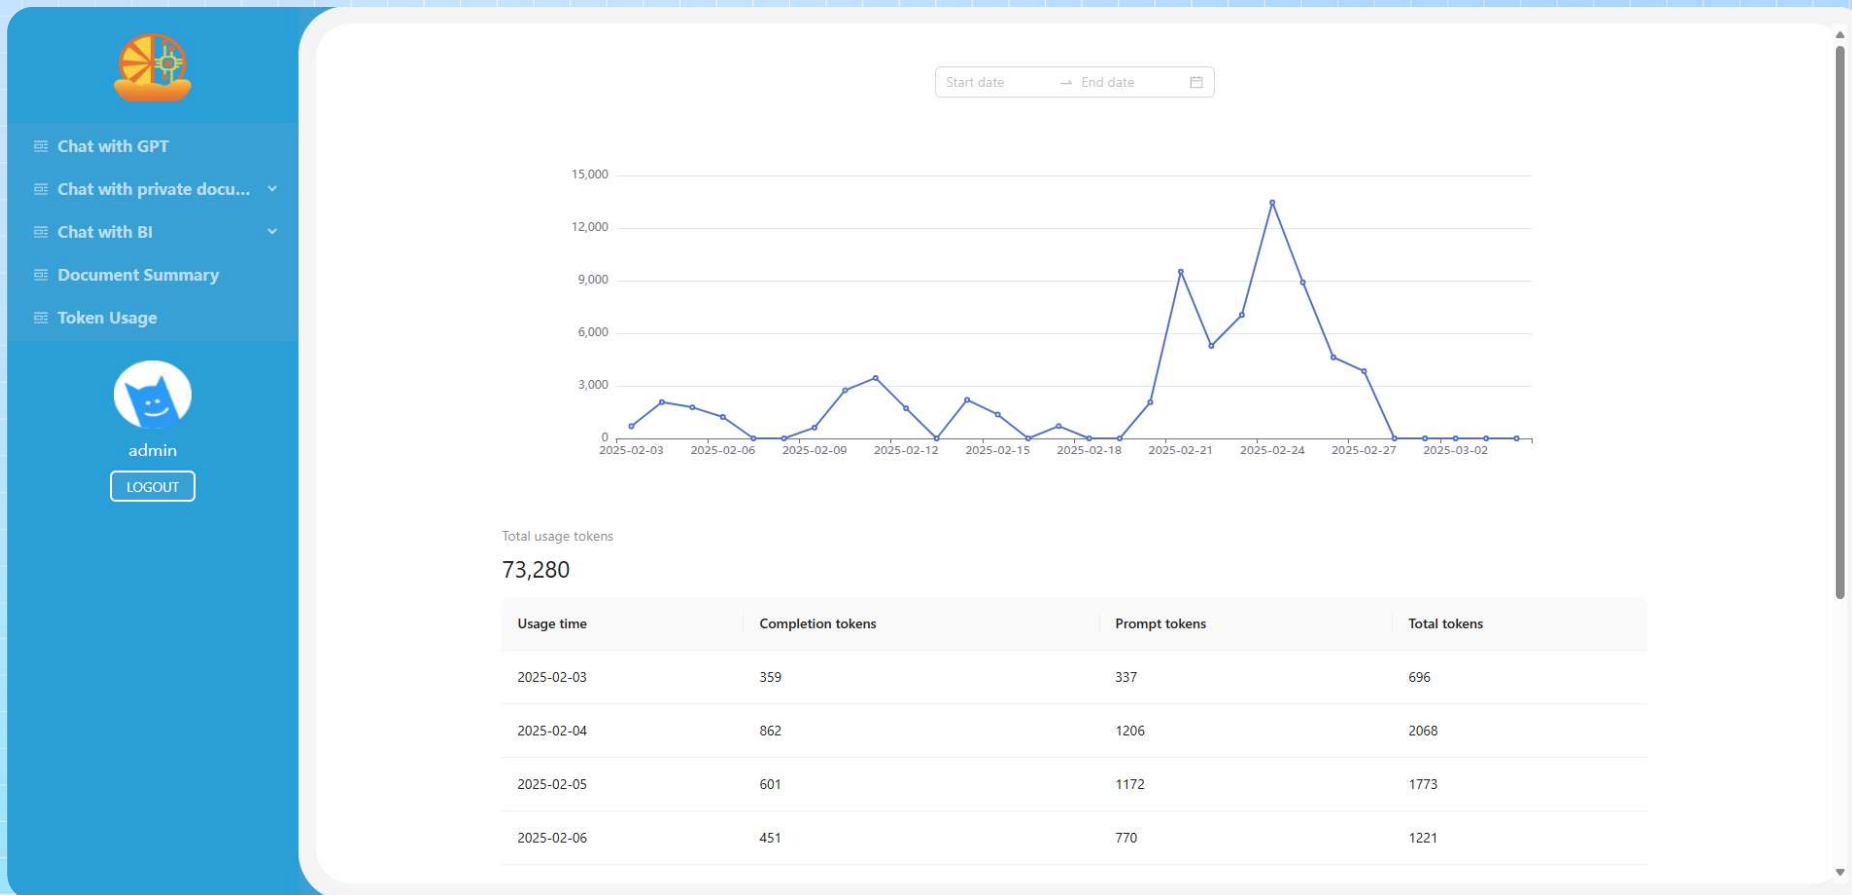 Chat with GPT
Chat with private docu...
Chat with BI
Document Summary
Token Usage
admin
LOGOUT
Start date → End date
15,000
12,000
9,000
6,000
3,000
0
2025-02-03 2025-02-06 2025-02-09 2025-02-12 2025-02-15 2025-02-18 2025-02-21 2025-02-24 2025-02-27 2025-03-02
Total usage tokens
73,280
Usage time Completion tokens Prompt tokens Total tokens
2025-02-03 359 337 696
2025-02-04 862 1206 2068
2025-02-05 601 1172 1773
2025-02-06 451 770 1221